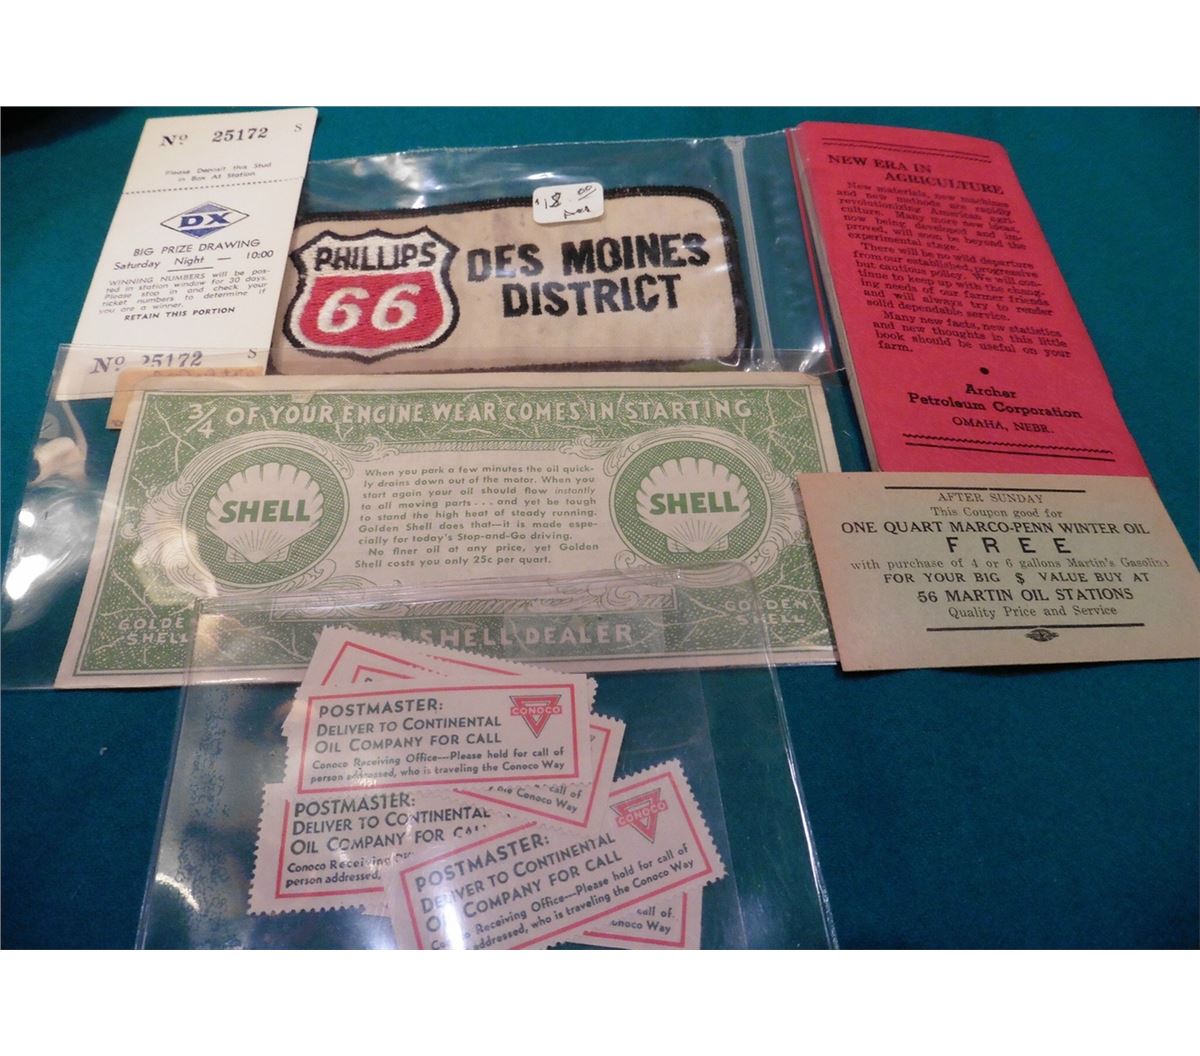 Nº 25172 S
Please Deposit this Stub
in Box At Station
DX
BIG PRIZE DRAWING
Saturday Night — 10:00
WINNING NUMBERS will be pos-
ted in station window for 30 days.
Please stop in and check your
ticket numbers to determine if
you are a winner.
RETAIN THIS PORTION
Nº 25172 S
$18.00
PHILLIPS
66
DES MOINES
DISTRICT
NEW ERA IN
AGRICULTURE
New materials, new machines
and new methods are rapidly
revolutionizing American agri-
culture. Many more new ideas,
now being developed and im-
proved, will soon be beyond the
experimental stage.
There will be no wild departure
from our established, progressive
but cautious policy. We will con-
tinue to keep up with the chang-
ing needs of our farmer friends
and will always try to render
solid dependable service.
Many new facts, new statistics
and new thoughts in this little
book should be useful on your
farm.
Archer
Petroleum Corporation
OMAHA, NEBR.
3/4 OF YOUR ENGINE WEAR COMES IN STARTING
SHELL
When you park a few minutes the oil quick-
ly drains down out of the motor. When you
start again your oil should flow instantly
to all moving parts . . . and yet be tough
to stand the high heat of steady running.
Golden Shell does that—it is made espe-
cially for today's Stop-and-Go driving.
No finer oil at any price, yet Golden
Shell costs you only 25c per quart.
SHELL
GOLDE
SHELL
SHELL DEALER
GOLDEN
SHELL
AFTER SUNDAY
This Coupon good for
ONE QUART MARCO-PENN WINTER OIL
FREE
with purchase of 4 or 6 gallons Martin's Gasoline
FOR YOUR BIG $ VALUE BUY AT
56 MARTIN OIL STATIONS
Quality Price and Service
POSTMASTER:
DELIVER TO CONTINENTAL
OIL COMPANY FOR CALL
CONOCO
Conoco Receiving Office—Please hold for call of
person addressed, who is traveling the Conoco Way
call of
the Conoco Way
POSTMASTER:
DELIVER TO CONTINENTAL
OIL COMPANY FOR
Conoco Receiving
person addressed,
POSTMASTER:
DELIVER TO CONTINENTAL
OIL COMPANY FOR CALL
CONOCO
Conoco Receiving Office—Please hold for call of
addressed, who is traveling the Conoco Way
call of
Conoco Way